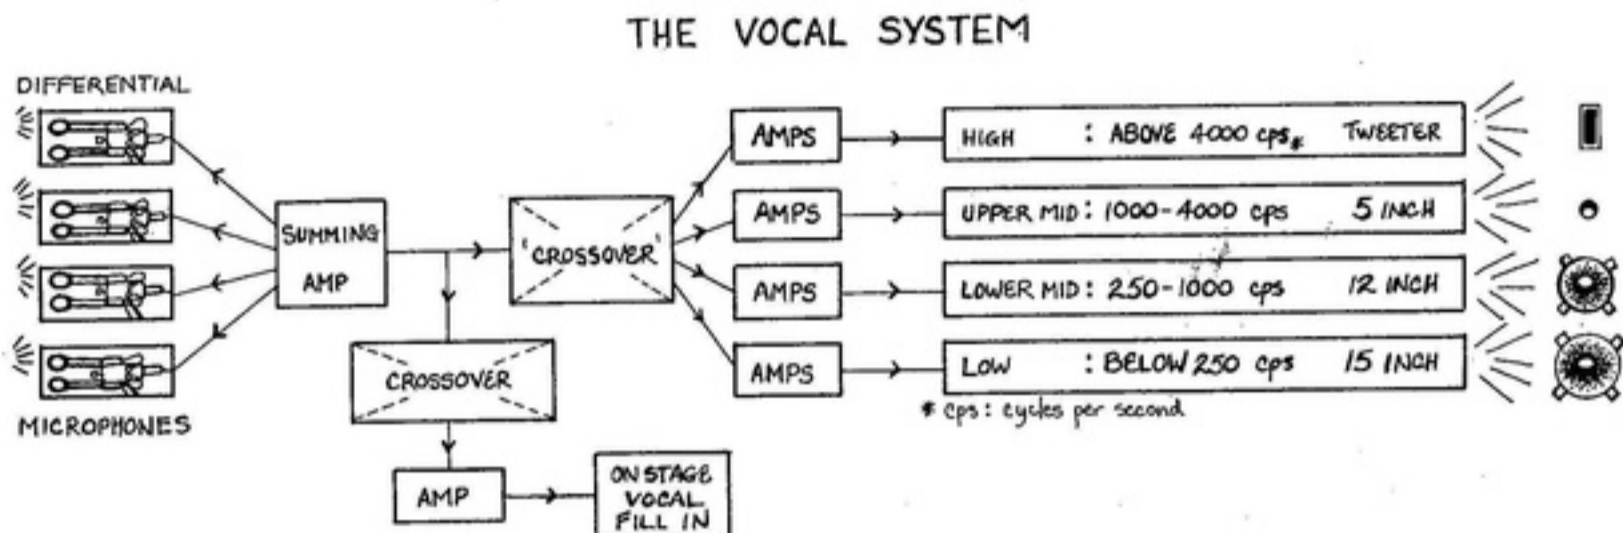 THE VOCAL SYSTEM
DIFFERENTIAL
MICROPHONES
SUMMING
AMP
"CROSSOVER"
CROSSOVER
AMP
ON STAGE
VOCAL
FILL IN
AMPS
HIGH : ABOVE 4000 cps* TWEETER
AMPS
UPPER MID: 1000-4000 cps 5 INCH
AMPS
LOWER MID: 250-1000 cps 12 INCH
AMPS
LOW : BELOW 250 cps 15 INCH
* cps: cycles per second